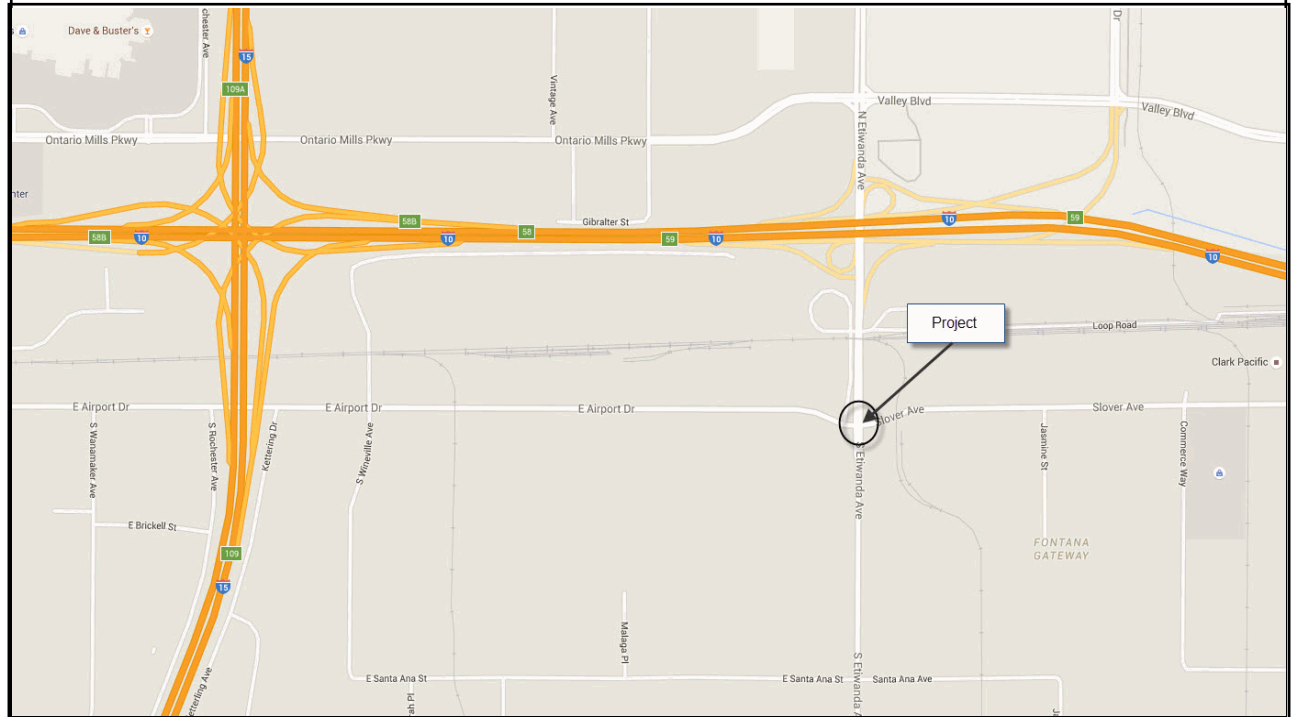 Dave & Buster's
chester Ave
15
Dr
109A
Vintage Ave
Valley Blvd
Valley Blvd
Ontario Mills Pkwy
Ontario Mills Pkwy
Ontario Mills Pkwy
N Etiwanda Ave
nter
58B
Gibralter St
10
59
58B
10
10
58
59
10
10
Project
Loop Road
Clark Pacific
E Airport Dr
E Airport Dr
E Airport Dr
Slover Ave
Slover Ave
S Wanamaker Ave
S Rochester Ave
Kettering Dr
S Wineville Ave
S Etiwanda Ave
Jasmine St
Commerce Way
E Brickell St
FONTANA
GATEWAY
109
15
Malaga Pl
S Etiwanda A
E Santa Ana St
E Santa Ana St
Santa Ana Ave
etterling Ave
ah Pl
Ju